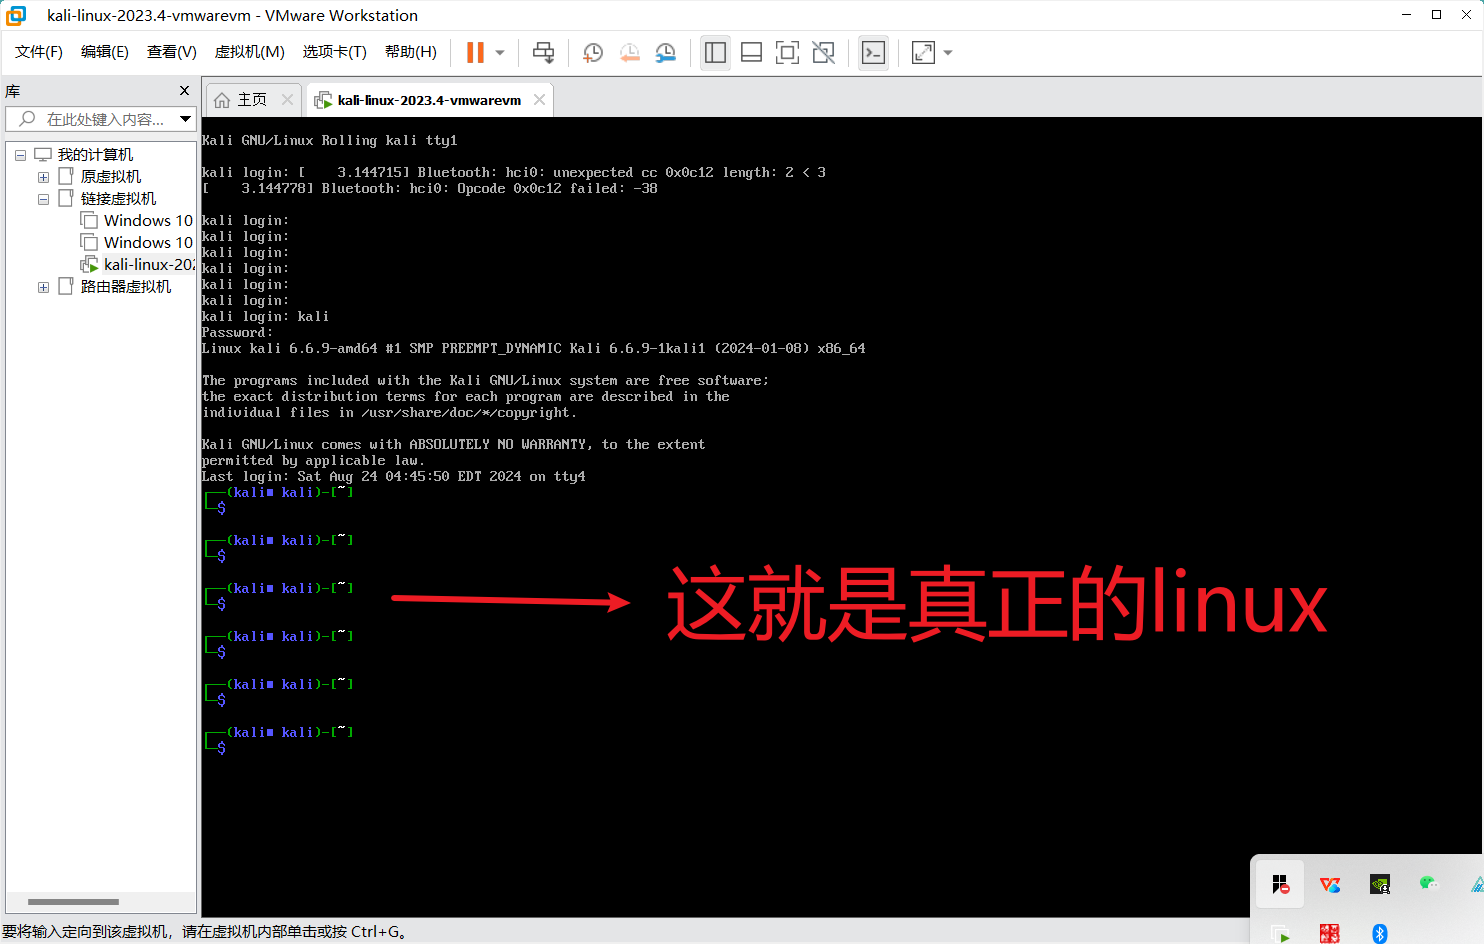 kali-linux-2023.4-vmwarevm - VMware Workstation
文件(F) 编辑(E) 查看(V) 虚拟机(M) 选项卡(T) 帮助(H)
库
在此处键入内容...
我的计算机
原虚拟机
链接虚拟机
Windows 10
Windows 10
kali-linux-202
路由器虚拟机
主页
kali-linux-2023.4-vmwarevm
Kali GNU/Linux Rolling kali tty1
kali login: [    3.144715] Bluetooth: hci0: unexpected cc 0x0c12 length: 2 < 3
[    3.144778] Bluetooth: hci0: Opcode 0x0c12 failed: -38
kali login:
kali login:
kali login:
kali login:
kali login:
kali login:
kali login: kali
Password:
Linux kali 6.6.9-amd64 #1 SMP PREEMPT_DYNAMIC Kali 6.6.9-1kali1 (2024-01-08) x86_64
The programs included with the Kali GNU/Linux system are free software;
the exact distribution terms for each program are described in the
individual files in /usr/share/doc/*/copyright.
Kali GNU/Linux comes with ABSOLUTELY NO WARRANTY, to the extent
permitted by applicable law.
Last login: Sat Aug 24 04:45:50 EDT 2024 on tty4
┌──(kali■ kali)-[~]
└─$
┌──(kali■ kali)-[~]
└─$
┌──(kali■ kali)-[~]
└─$
┌──(kali■ kali)-[~]
└─$
┌──(kali■ kali)-[~]
└─$
┌──(kali■ kali)-[~]
└─$
这就是真正的linux
要将输入定向到该虚拟机，请在虚拟机内部单击或按 Ctrl+G。